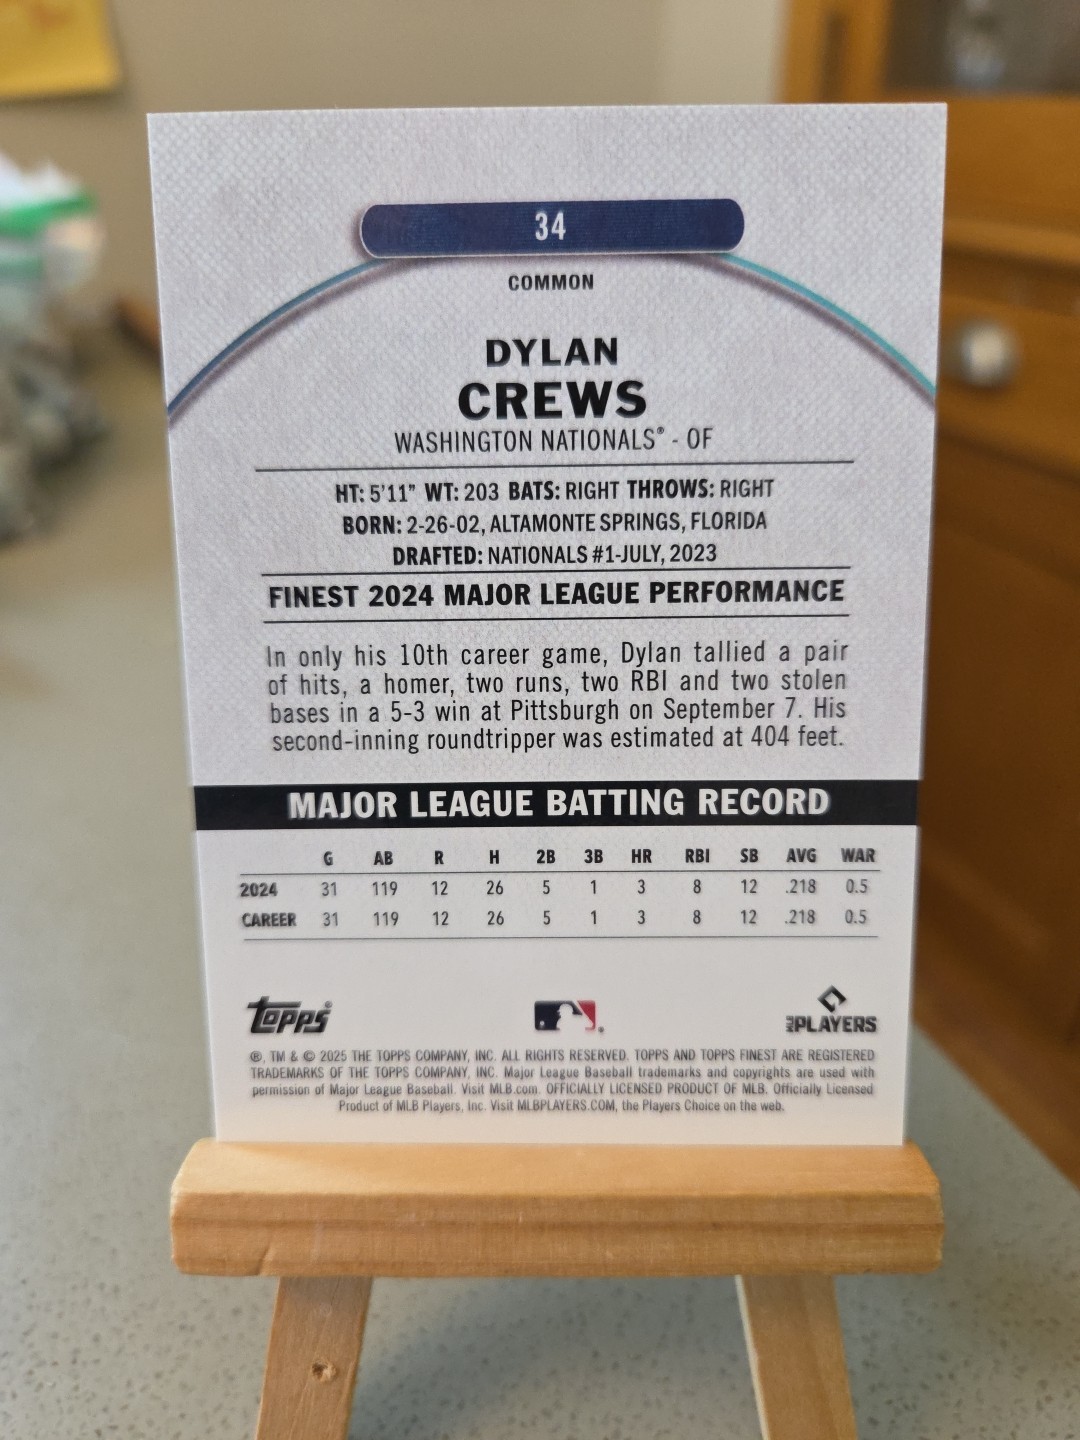 34
COMMON
DYLAN
CREWS
WASHINGTON NATIONALS® - OF
HT: 5'11" WT: 203 BATS: RIGHT THROWS: RIGHT
BORN: 2-26-02, ALTAMONTE SPRINGS, FLORIDA
DRAFTED: NATIONALS #1-JULY, 2023
FINEST 2024 MAJOR LEAGUE PERFORMANCE
In only his 10th career game, Dylan tallied a pair
of hits, a homer, two runs, two RBI and two stolen
bases in a 5-3 win at Pittsburgh on September 7. His
second-inning roundtripper was estimated at 404 feet.
MAJOR LEAGUE BATTING RECORD
G AB R H 2B 3B HR RBI SB AVG WAR
2024 31 119 12 26 5 1 3 8 12 .218 0.5
CAREER 31 119 12 26 5 1 3 8 12 .218 0.5
Topps®
MLB PLAYERS
®, TM & © 2025 THE TOPPS COMPANY, INC. ALL RIGHTS RESERVED. TOPPS AND TOPPS FINEST ARE REGISTERED
TRADEMARKS OF THE TOPPS COMPANY, INC. Major League Baseball trademarks and copyrights are used with
permission of Major League Baseball. Visit MLB.com. OFFICIALLY LICENSED PRODUCT OF MLB. Officially Licensed
Product of MLB Players, Inc. Visit MLBPLAYERS.COM, the Players Choice on the web.